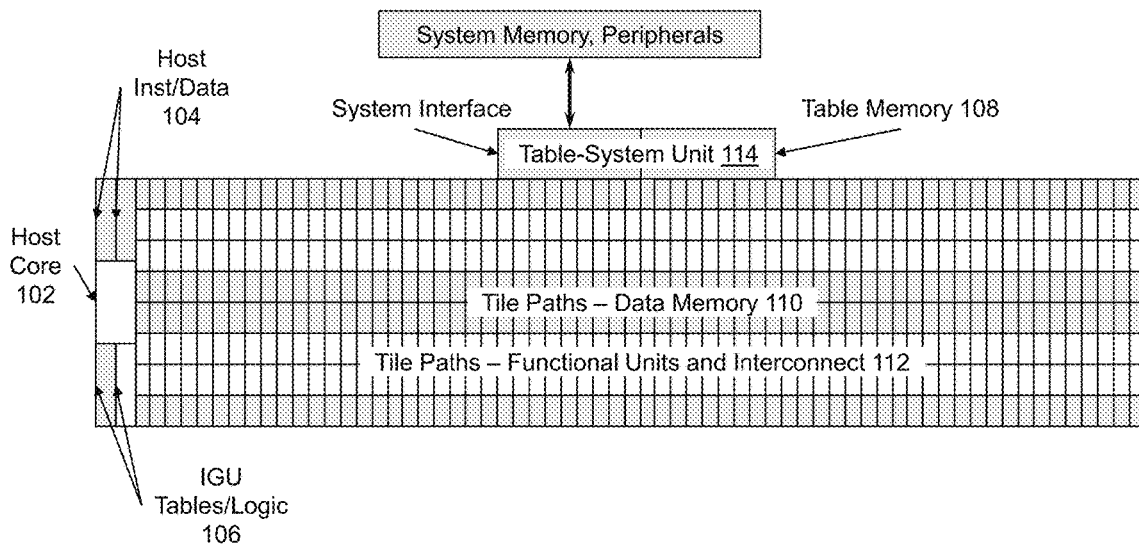 System Memory, Peripherals
Host
Inst/Data
104
System Interface
Table Memory 108
Table-System Unit 114
Host
Core
102
Tile Paths – Data Memory 110
Tile Paths – Functional Units and Interconnect 112
IGU
Tables/Logic
106